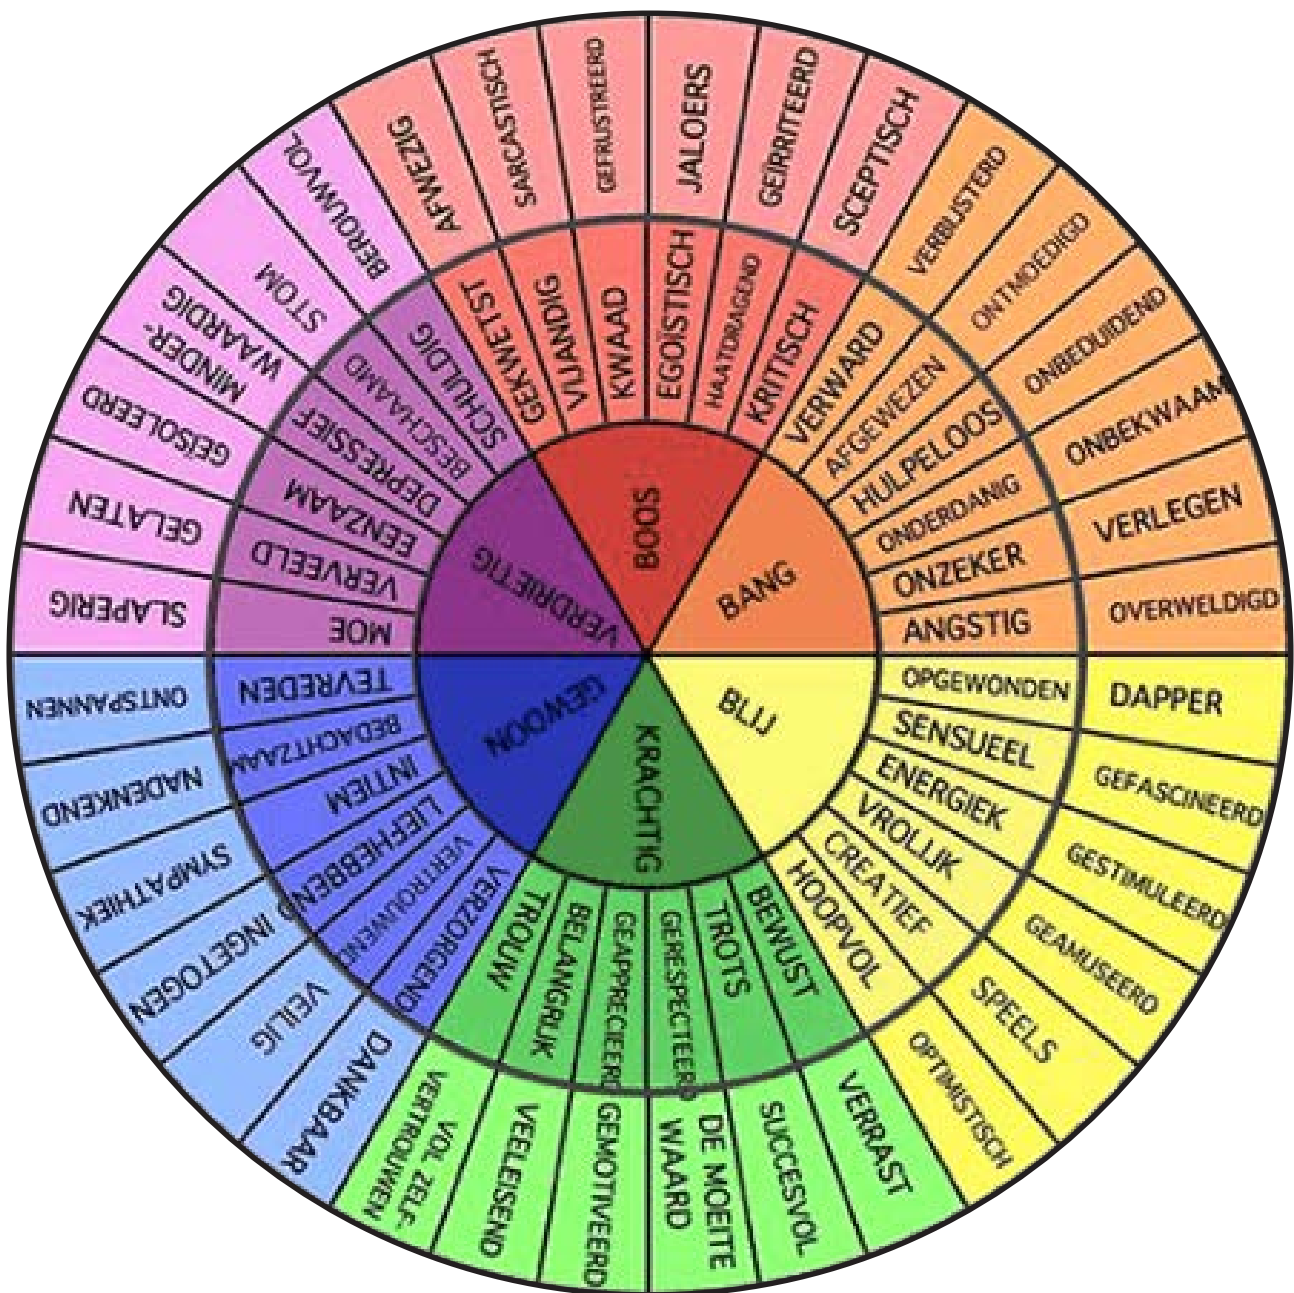 BOOS
BANG
BLIJ
KRACHTIG
GEWOON
VERDRIETIG
GEKWETST
VIJANDIG
KWAAD
EGOÏSTISCH
HAATDRAGEND
KRITISCH
VERWARD
AFGEWEZEN
HULPELOOS
ONDERDANIG
ONZEKER
ANGSTIG
OPGEWONDEN
SENSUEEL
ENERGIEK
VROLIJK
CREATIEF
HOOPVOL
BEWUST
TROTS
GERESPECTEERD
GEAPPRECIEERD
BELANGRIJK
TROUW
VERZORGEND
VERTROUWEND
LIEFHEBBEND
INTIEM
BEDACHTZAAM
TEVREDEN
MOE
VERVEELD
EENZAAM
DEPRESSIEF
BESCHAAMD
SCHULDIG
AFWEZIG
SARCASTISCH
GEFRUSTREERD
JALOERS
GEÏRRITEERD
SCEPTISCH
VERBIJSTERD
ONTMOEDIGD
ONBEDUIDEND
ONBEKWAAM
VERLEGEN
OVERWELDIGD
DAPPER
GEFASCINEERD
GESTIMULEERD
GEAMUSEERD
SPEELS
OPTIMISTISCH
VERRAST
SUCCESVOL
DE MOEITE
WAARD
GEMOTIVEERD
VEELEISEND
VOL ZELF-
VERTROUWEN
DANKBAAR
VEILIG
INGETOGEN
SYMPATHIEK
NADENKEND
ONTSPANNEN
SLAPERIG
GELATEN
GEÏSOLEERD
MINDER-
WAARDIG
STOM
BEROUWVOL